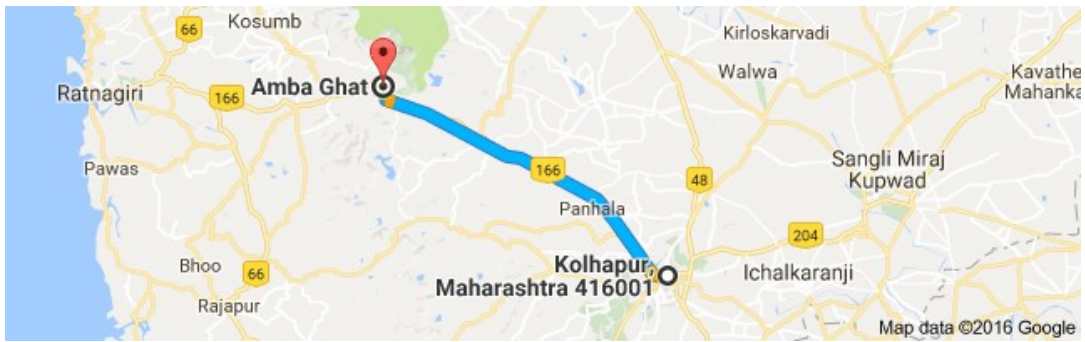 66
Kosumb
Kirloskarvadi
Amba Ghat
Walwa
Kavathe
Mahanka
Ratnagiri
166
Pawas
166
48
Sangli Miraj
Kupwad
Panhala
204
Bhoo
66
Kolhapur,
Maharashtra 416001
Ichalkaranji
Rajapur
Map data ©2016 Google